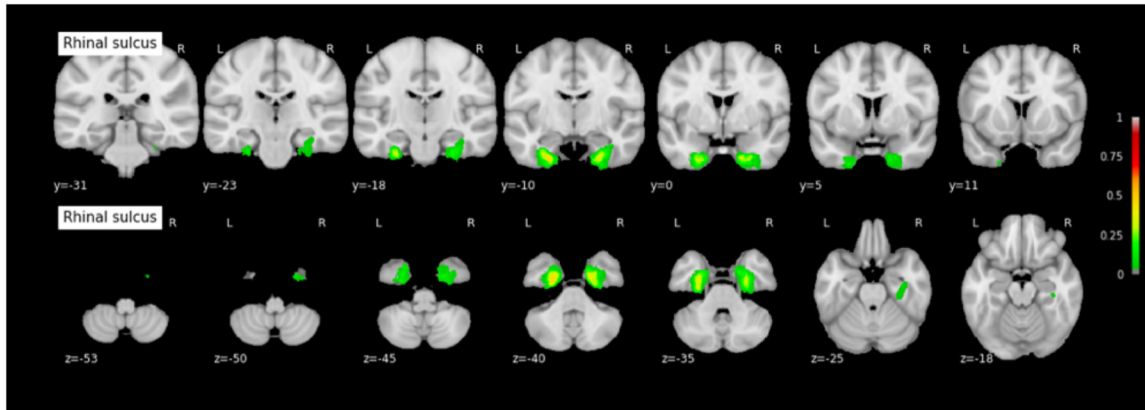 Rhinal sulcus
R L R L R L R L R L R L R
y=-31 y=-23 y=-18 y=-10 y=0 y=5 y=11
Rhinal sulcus
R L R L R L R L R L R L R
z=-53 z=-50 z=-45 z=-40 z=-35 z=-25 z=-18
1
0.75
0.5
0.25
0